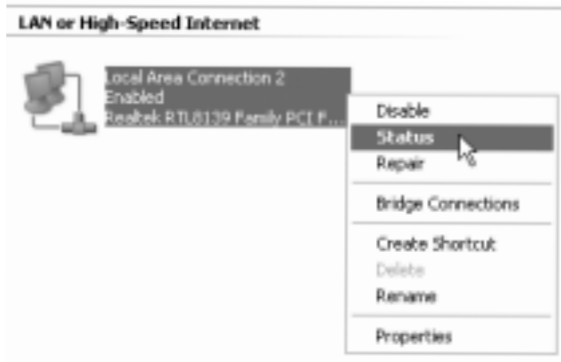 LAN or High-Speed Internet
Local Area Connection 2
Enabled
Realtek RTL8139 Family PCI F...
Disable
Status
Repair
Bridge Connections
Create Shortcut
Delete
Rename
Properties